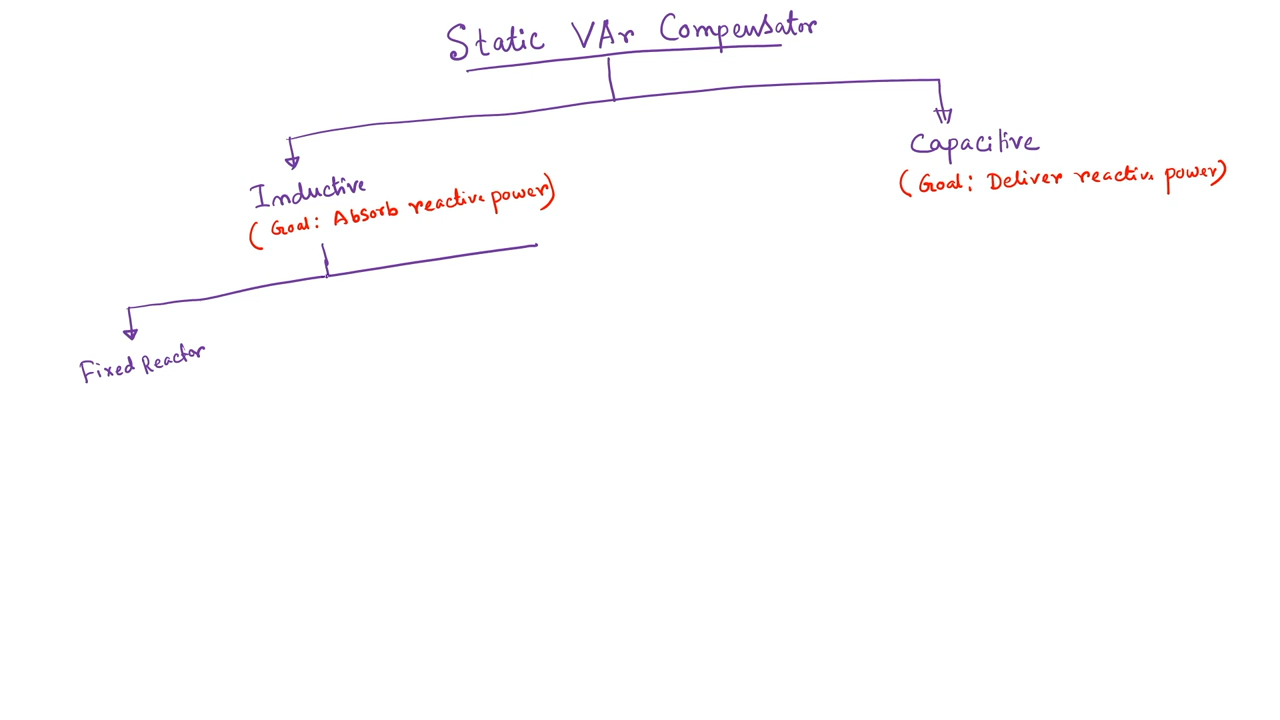 Static VAr Compensator
Inductive
(Goal: Absorb reactive power)
Capacitive
(Goal: Deliver reactive power)
Fixed Reactor